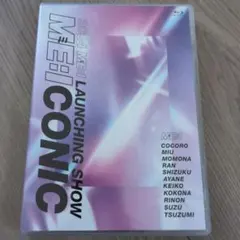 ME:I
CONIC
LAUNCHING SHOW
ME:I
COCORO
MIU
MOMONA
RAN
SHIZUKU
AYANE
KEIKO
KOKONA
RINON
SUZU
TSUZUMI